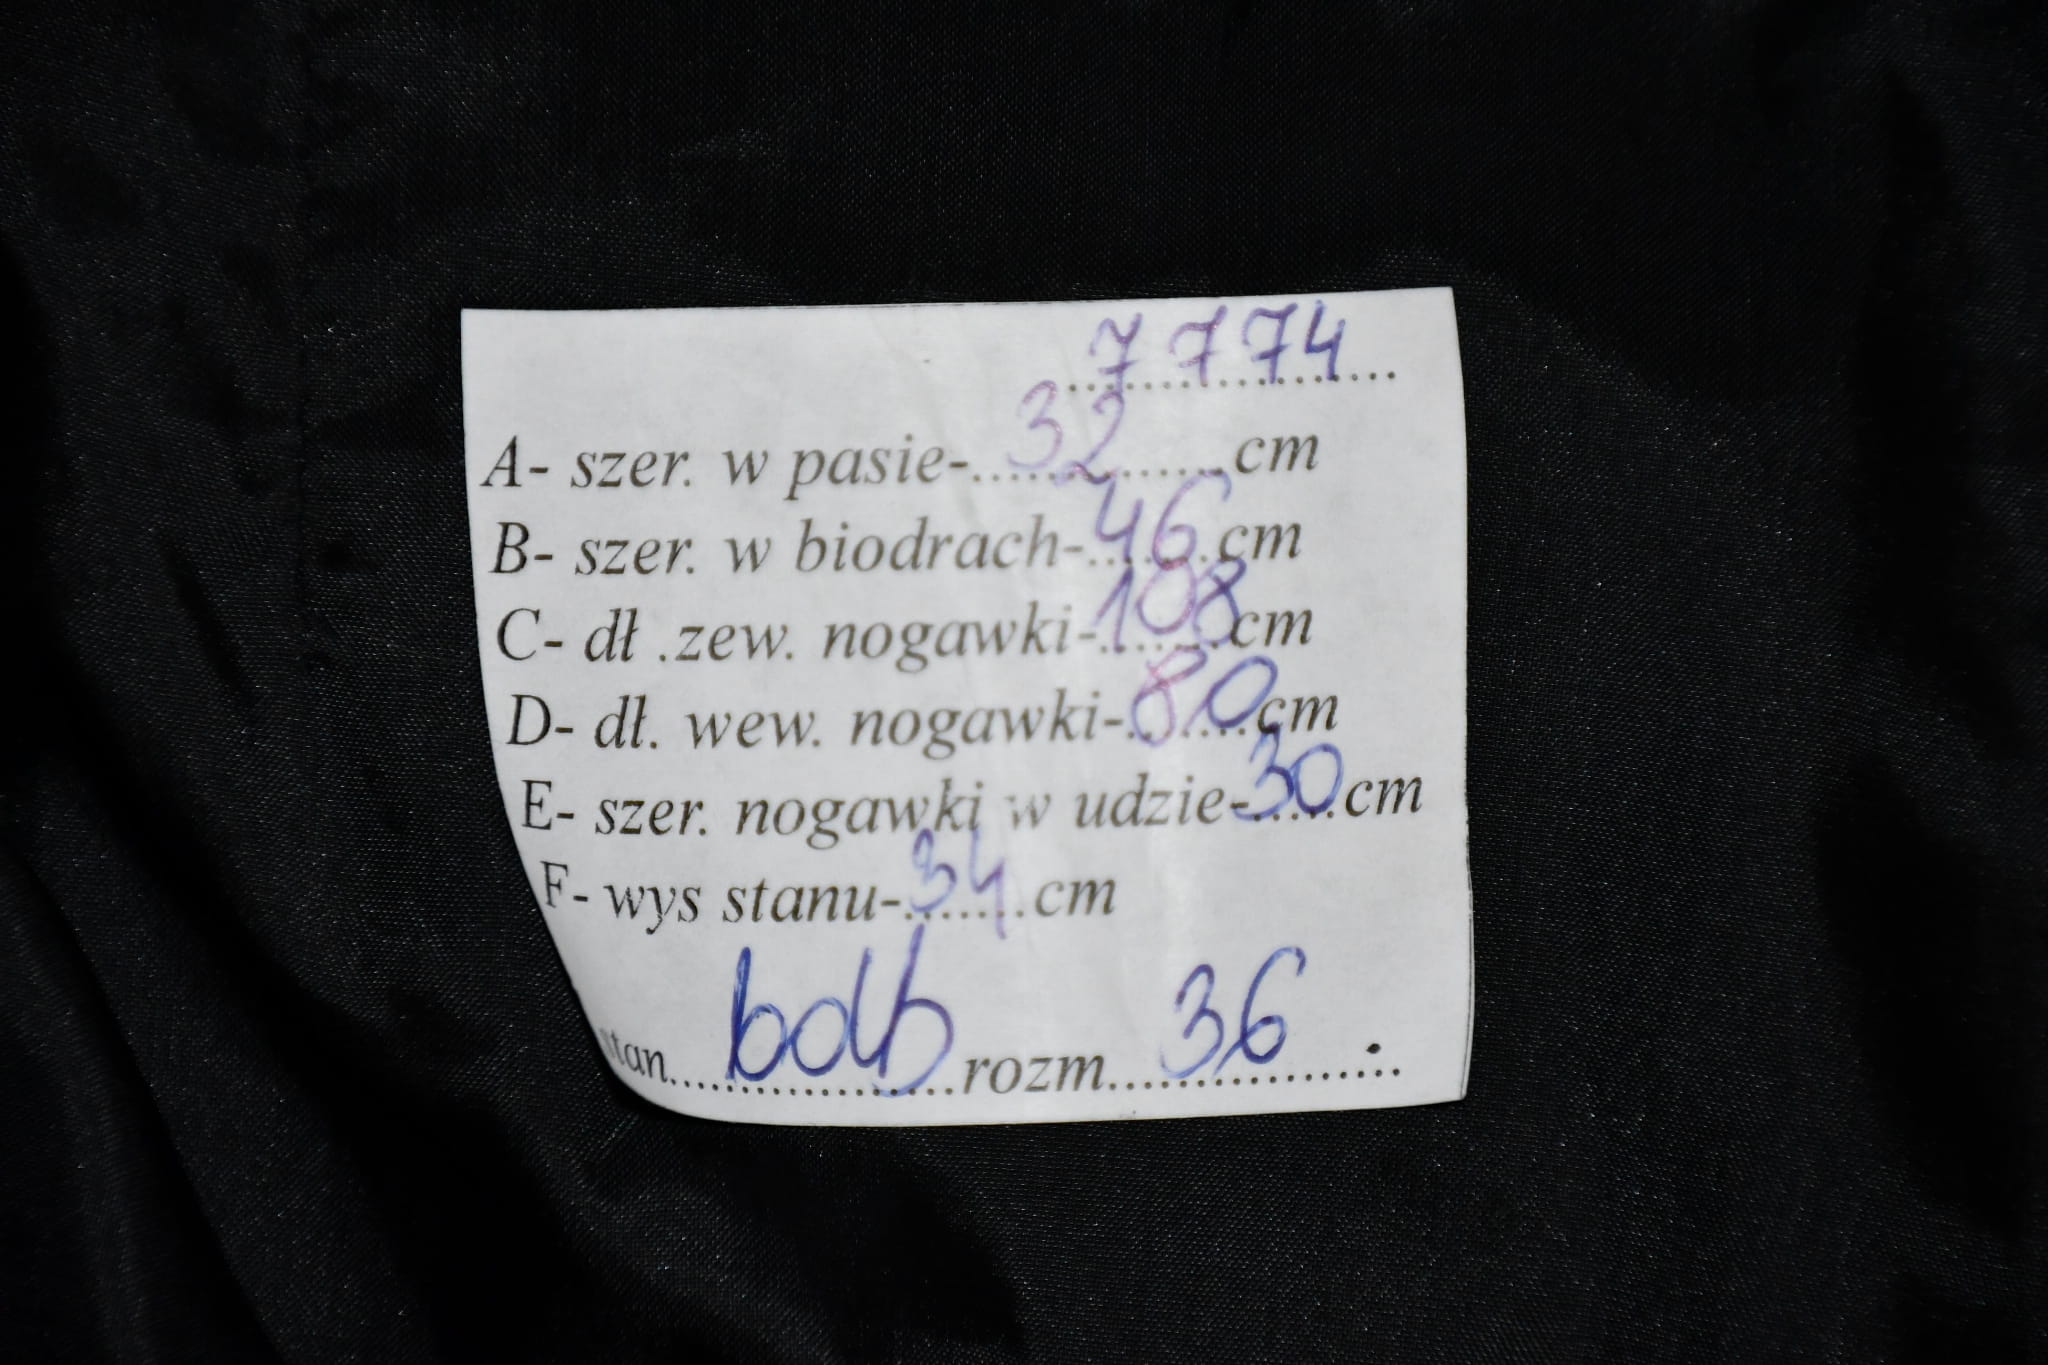 7774
A- szer. w pasie-...32...cm
B- szer. w biodrach-...46...cm
C- dł .zew. nogawki-...108...cm
D- dł. wew. nogawki-...80...cm
E- szer. nogawki w udzie-...30...cm
F- wys stanu-...34...cm
stan...bdb...rozm...36...